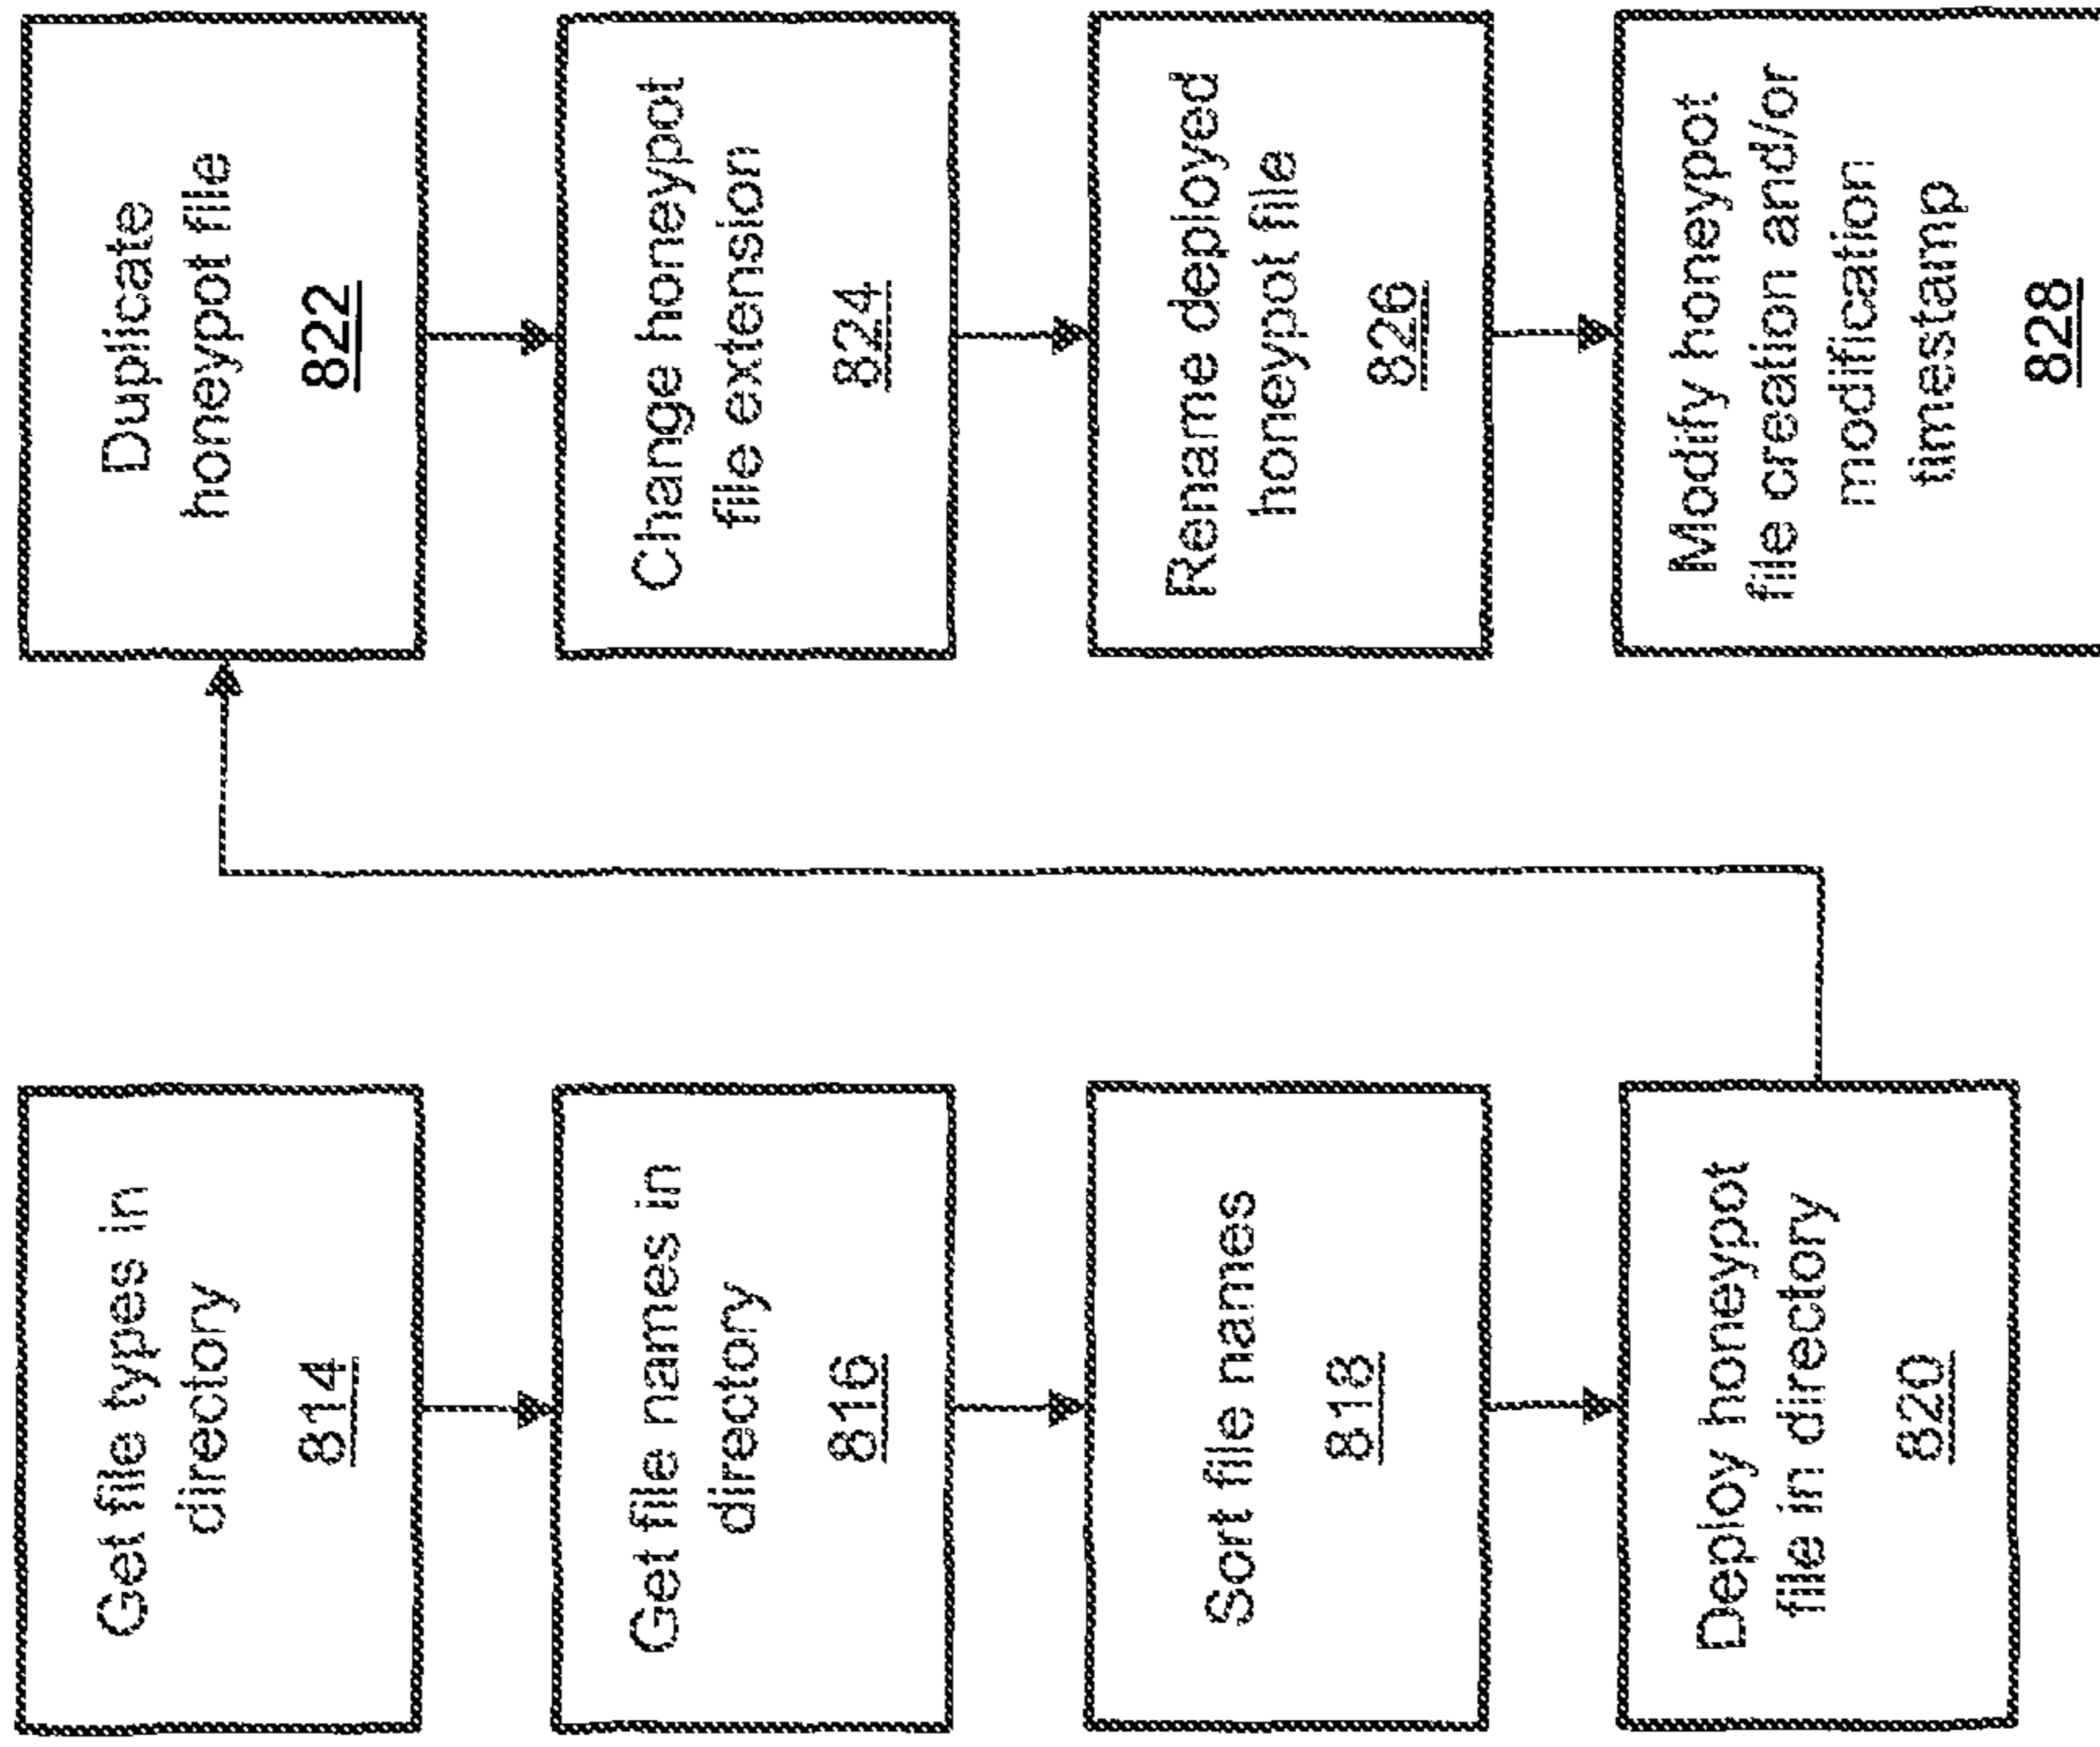 Get file types in
directory
814
Get file names in
directory
816
Sort file names
818
Deploy honeypot
file in directory
820
Duplicate
honeypot file
822
Change honeypot
file extension
824
Rename deployed
honeypot file
826
Modify honeypot
file creation and/or
modification
timestamp
828